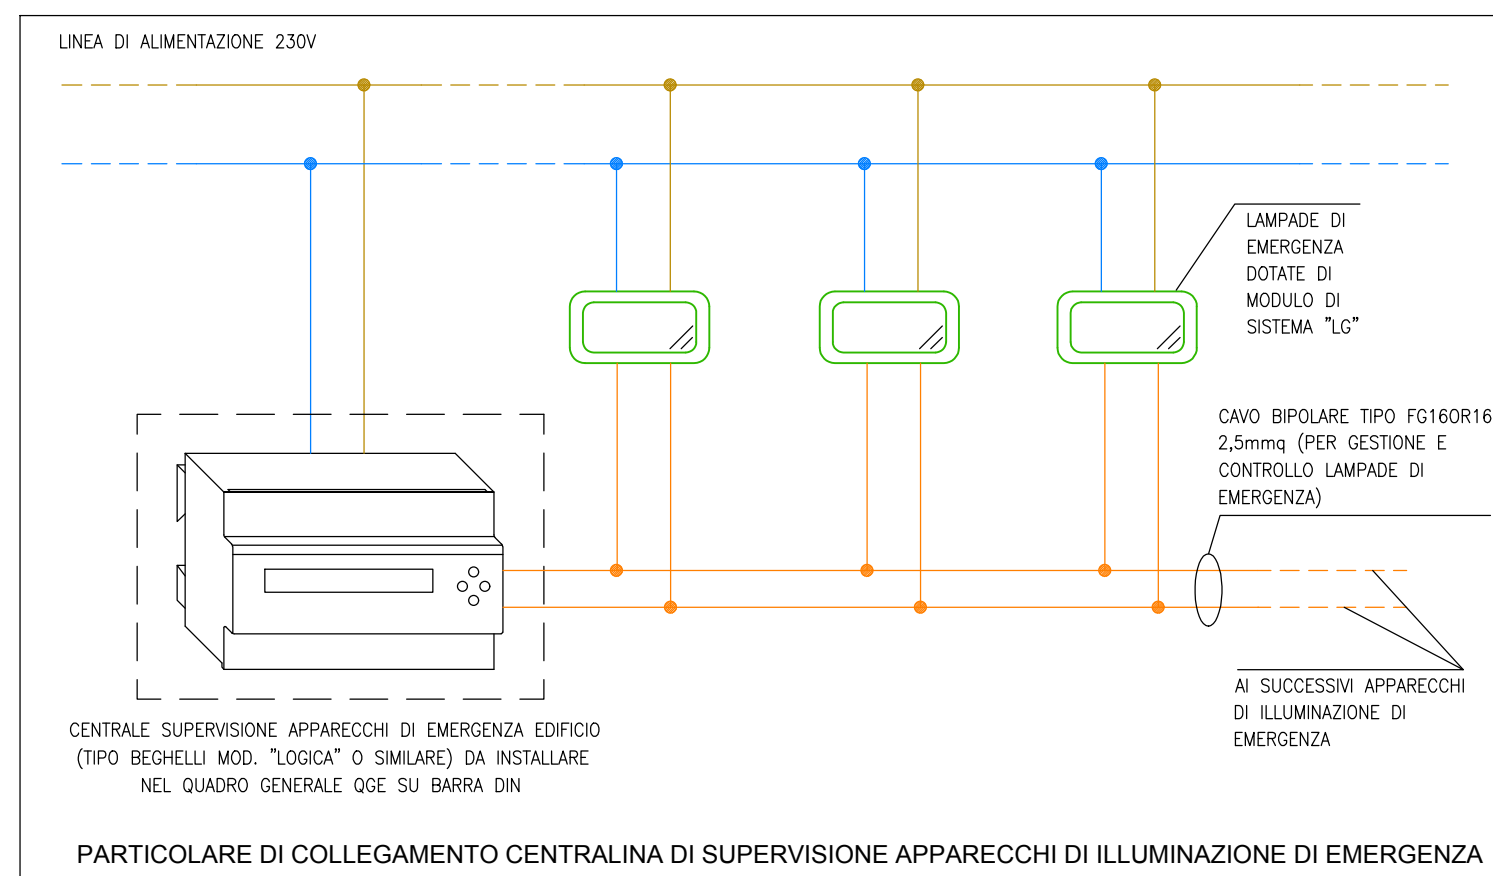 LINEA DI ALIMENTAZIONE 230V
LAMPADE DI
EMERGENZA
DOTATE DI
MODULO DI
SISTEMA "LG"
CAVO BIPOLARE TIPO FG16OR16
2,5mmq (PER GESTIONE E
CONTROLLO LAMPADE DI
EMERGENZA)
AI SUCCESSIVI APPARECCHI
DI ILLUMINAZIONE DI
EMERGENZA
CENTRALE SUPERVISIONE APPARECCHI DI EMERGENZA EDIFICIO
(TIPO BEGHELLI MOD. "LOGICA" O SIMILARE) DA INSTALLARE
NEL QUADRO GENERALE QGE SU BARRA DIN
PARTICOLARE DI COLLEGAMENTO CENTRALINA DI SUPERVISIONE APPARECCHI DI ILLUMINAZIONE DI EMERGENZA